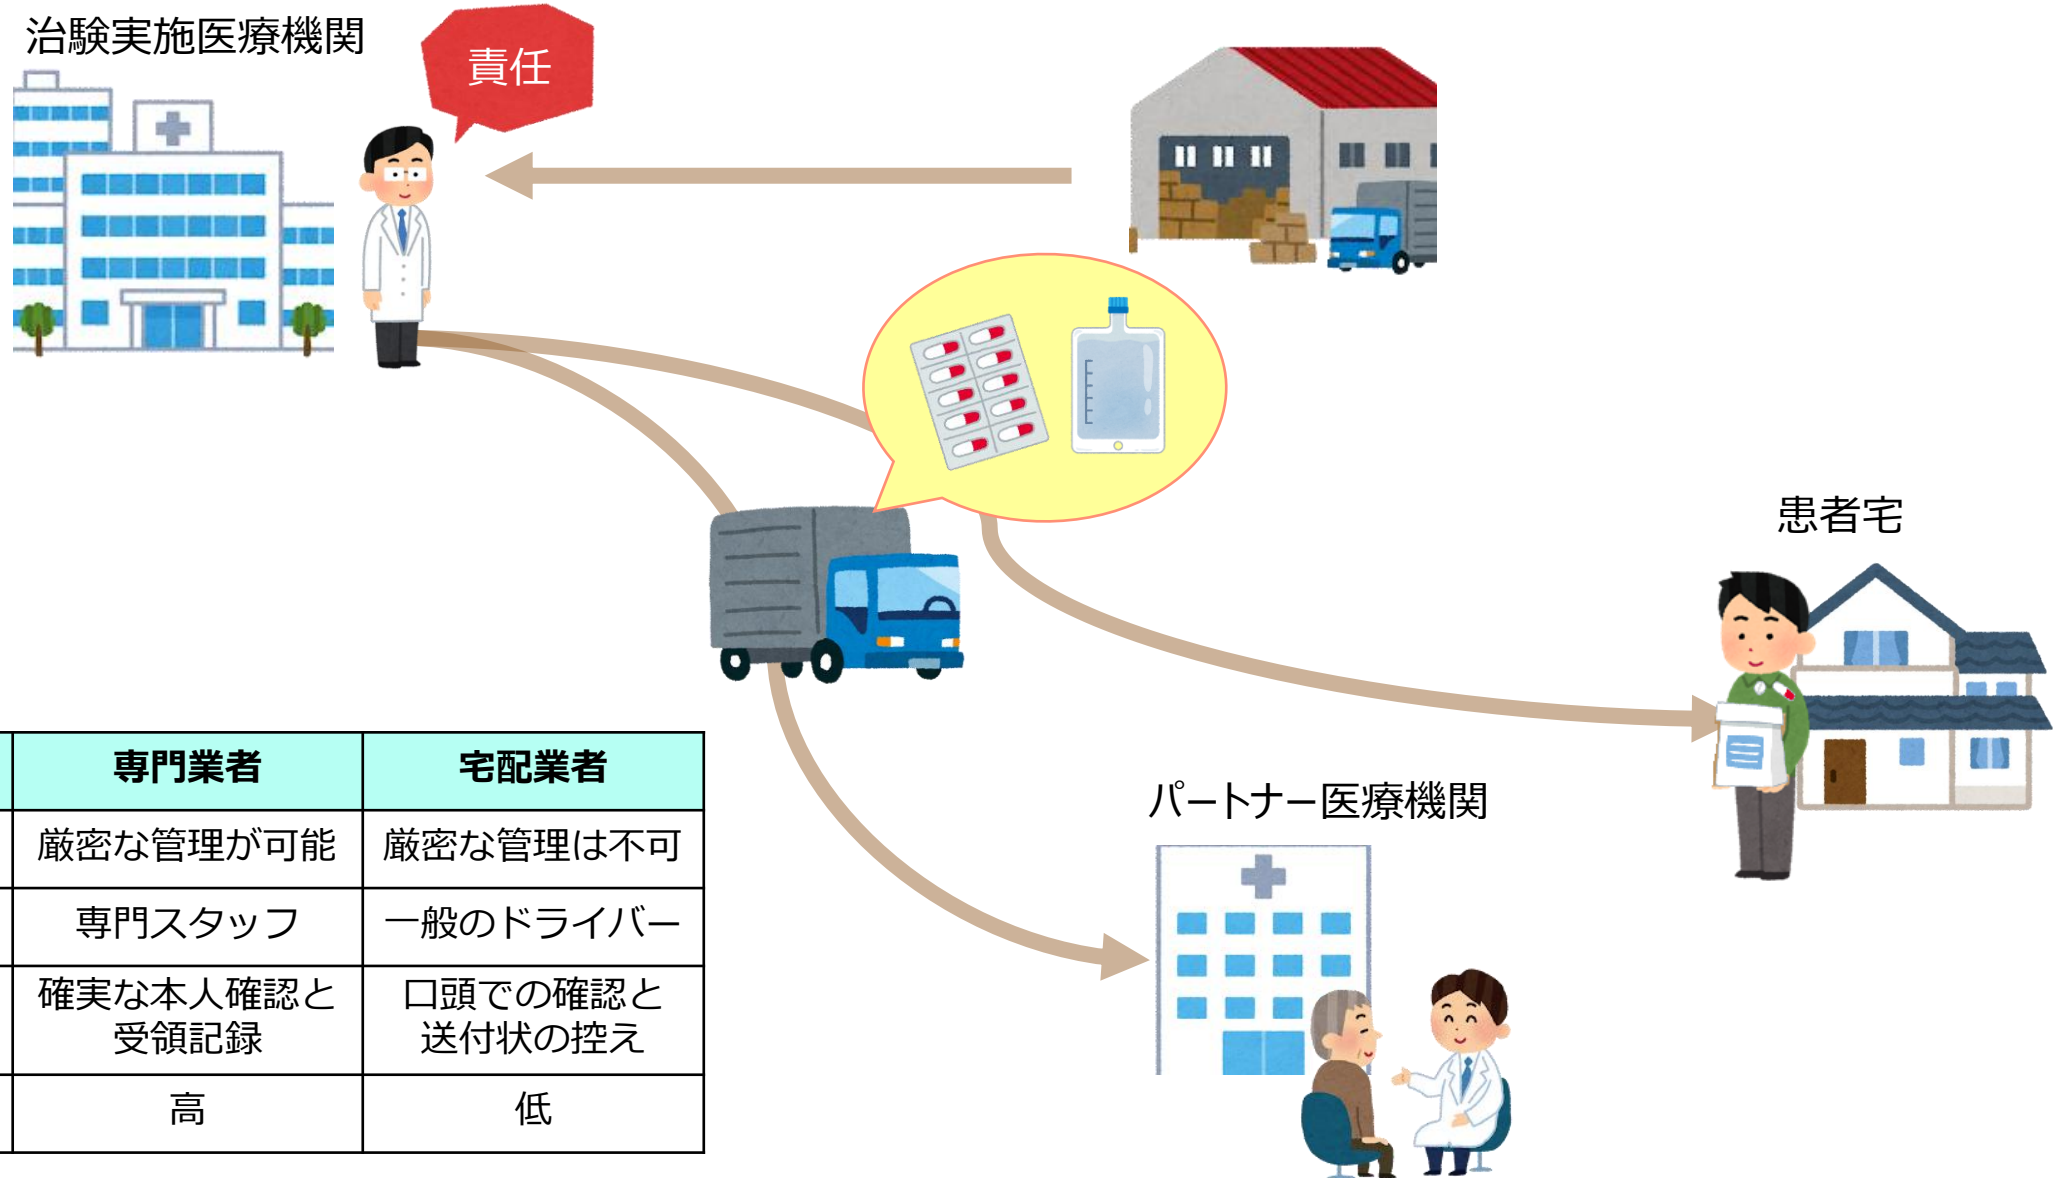 治験実施医療機関
責任
患者宅
パートナー医療機関
専門業者
宅配業者
厳密な管理が可能
厳密な管理は不可
専門スタッフ
一般のドライバー
確実な本人確認と
受領記録
口頭での確認と
送付状の控え
高
低